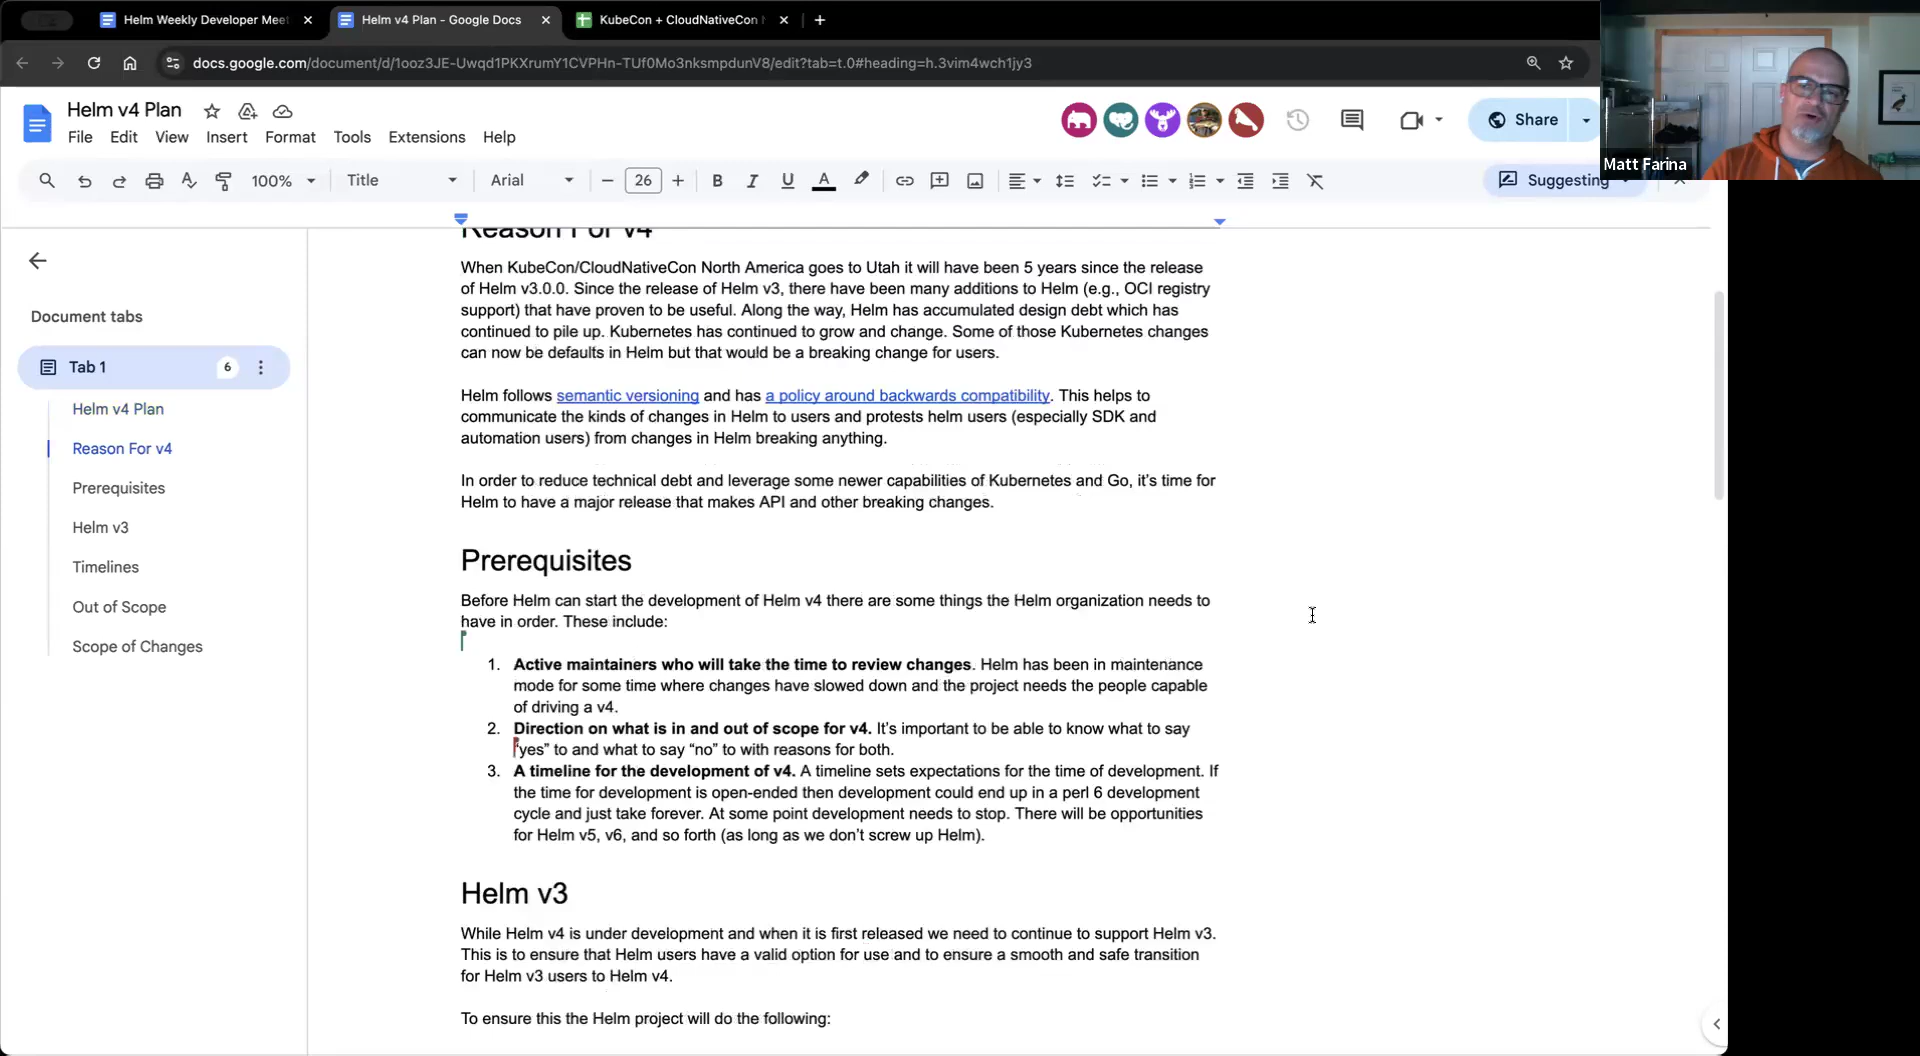 Helm Weekly Developer Mee
Helm v4 Plan - Google Docs
KubeCon + CloudNativeCon
docs.google.com/document/d/1ooz3JE-Uwqd1PKXrumY1CVPHn-TUf0Mo3nksmpdunV8/edit?tab=t.0#heading=h.3vim4wch1jy3
Helm v4 Plan
File Edit View Insert Format Tools Extensions Help
Share
Matt Farina
100% Title Arial 26 Suggesting
Document tabs
Tab 1 6
Helm v4 Plan
Reason For v4
Prerequisites
Helm v3
Timelines
Out of Scope
Scope of Changes
Reason For v4
When KubeCon/CloudNativeCon North America goes to Utah it will have been 5 years since the release
of Helm v3.0.0. Since the release of Helm v3, there have been many additions to Helm (e.g., OCI registry
support) that have proven to be useful. Along the way, Helm has accumulated design debt which has
continued to pile up. Kubernetes has continued to grow and change. Some of those Kubernetes changes
can now be defaults in Helm but that would be a breaking change for users.
Helm follows semantic versioning and has a policy around backwards compatibility. This helps to
communicate the kinds of changes in Helm to users and protests helm users (especially SDK and
automation users) from changes in Helm breaking anything.
In order to reduce technical debt and leverage some newer capabilities of Kubernetes and Go, it’s time for
Helm to have a major release that makes API and other breaking changes.
Prerequisites
Before Helm can start the development of Helm v4 there are some things the Helm organization needs to
have in order. These include:
1. Active maintainers who will take the time to review changes. Helm has been in maintenance
mode for some time where changes have slowed down and the project needs the people capable
of driving a v4.
2. Direction on what is in and out of scope for v4. It’s important to be able to know what to say
“yes” to and what to say “no” to with reasons for both.
3. A timeline for the development of v4. A timeline sets expectations for the time of development. If
the time for development is open-ended then development could end up in a perl 6 development
cycle and just take forever. At some point development needs to stop. There will be opportunities
for Helm v5, v6, and so forth (as long as we don’t screw up Helm).
Helm v3
While Helm v4 is under development and when it is first released we need to continue to support Helm v3.
This is to ensure that Helm users have a valid option for use and to ensure a smooth and safe transition
for Helm v3 users to Helm v4.
To ensure this the Helm project will do the following: